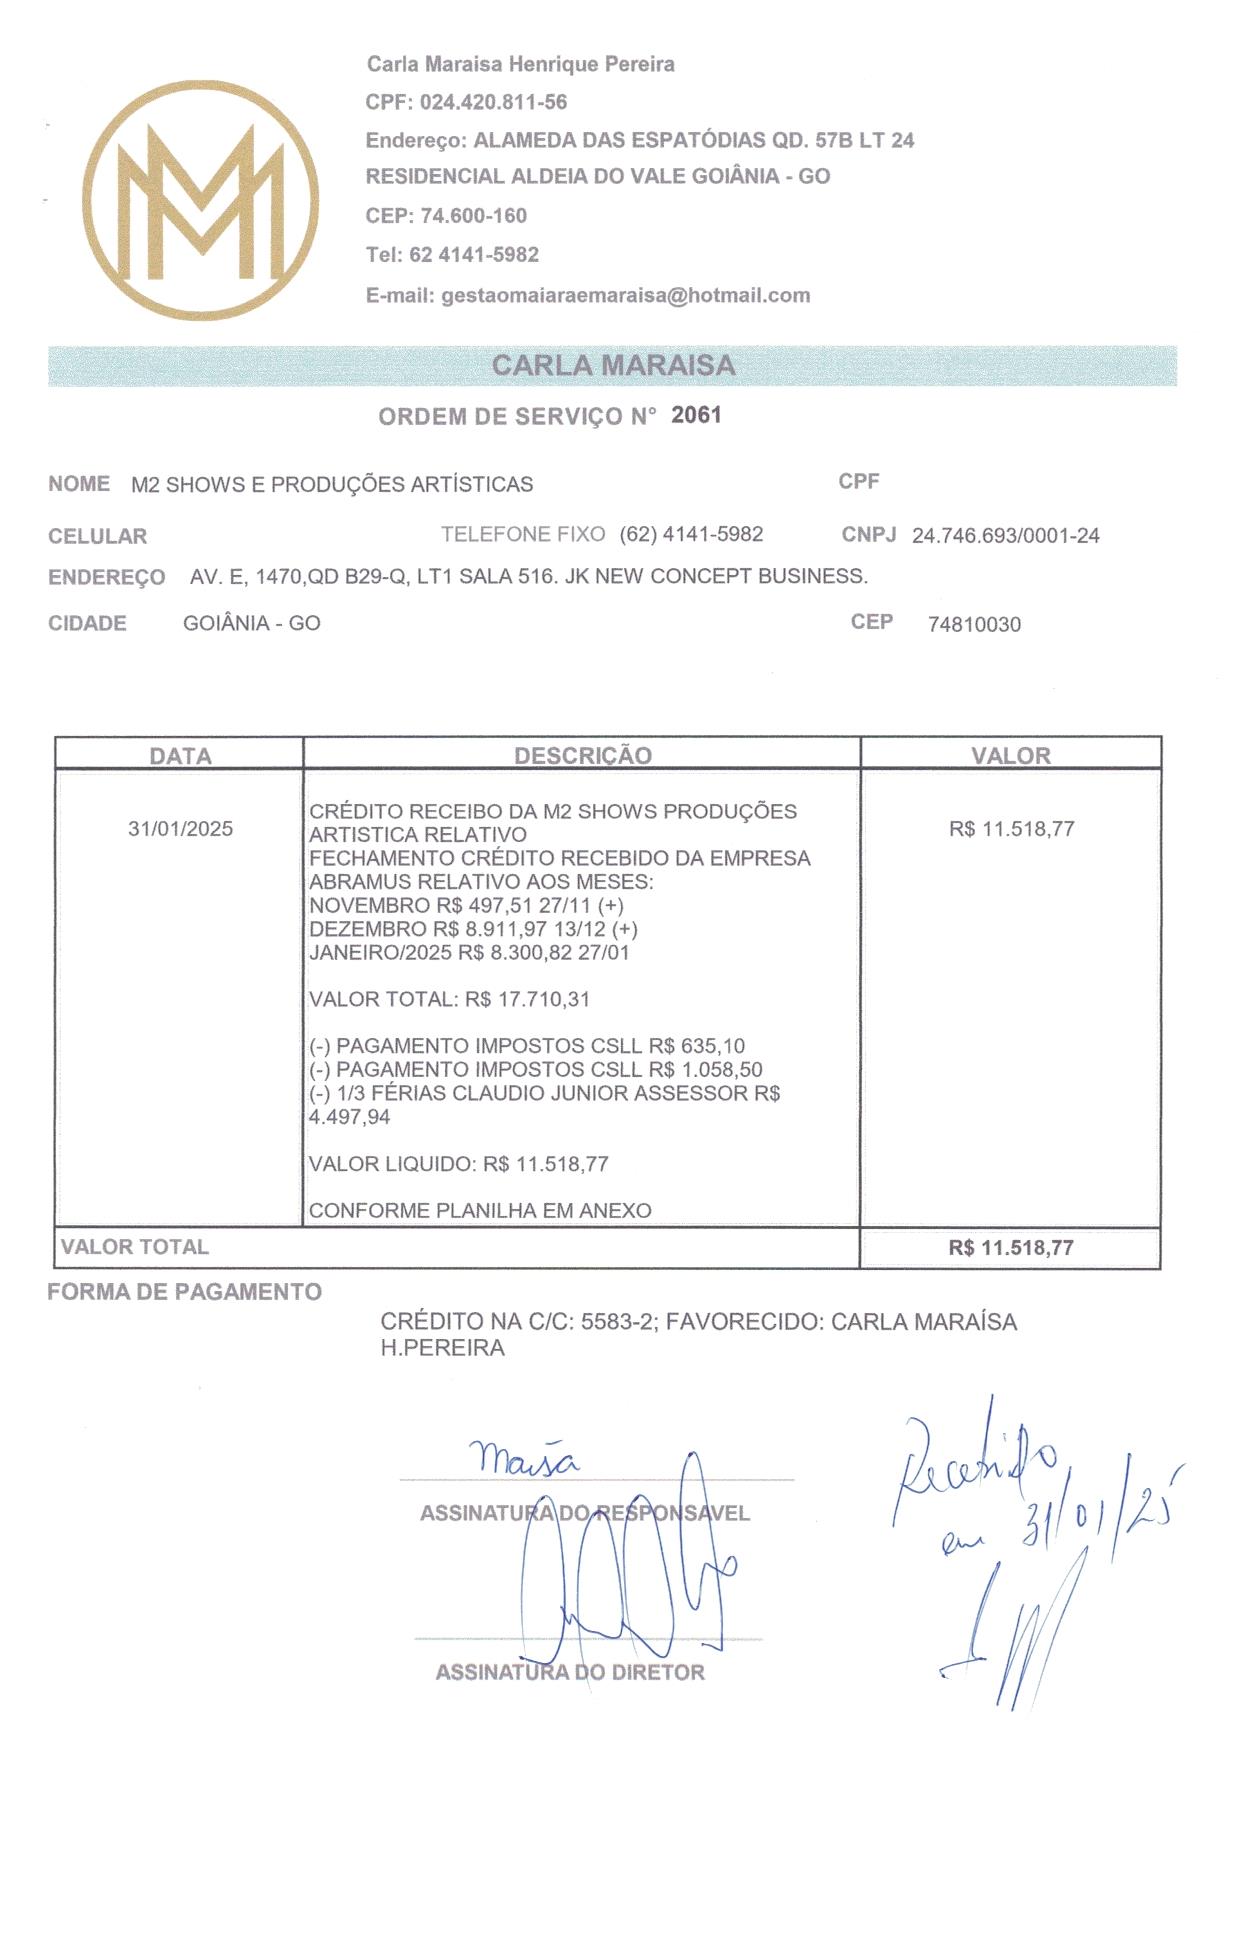 Carla Maraisa Henrique Pereira
CPF: 024.420.811-56
Endereço: ALAMEDA DAS ESPATÓDIAS QD. 57B LT 24
RESIDENCIAL ALDEIA DO VALE GOIÂNIA - GO
CEP: 74.600-160
Tel: 62 4141-5982
E-mail: gestaomaiaraemaraisa@hotmail.com
MM
CARLA MARAISA
ORDEM DE SERVIÇO N° 2061
NOME M2 SHOWS E PRODUÇÕES ARTÍSTICAS CPF
CELULAR TELEFONE FIXO (62) 4141-5982 CNPJ 24.746.693/0001-24
ENDEREÇO AV. E, 1470,QD B29-Q, LT1 SALA 516. JK NEW CONCEPT BUSINESS.
CIDADE GOIÂNIA - GO CEP 74810030
DATA DESCRIÇÃO VALOR
CRÉDITO RECEIBO DA M2 SHOWS PRODUÇÕES
31/01/2025 ARTISTICA RELATIVO R$ 11.518,77
FECHAMENTO CRÉDITO RECEBIDO DA EMPRESA
ABRAMUS RELATIVO AOS MESES:
NOVEMBRO R$ 497,51 27/11 (+)
DEZEMBRO R$ 8.911,97 13/12 (+)
JANEIRO/2025 R$ 8.300,82 27/01
VALOR TOTAL: R$ 17.710,31
(-) PAGAMENTO IMPOSTOS CSLL R$ 635,10
(-) PAGAMENTO IMPOSTOS CSLL R$ 1.058,50
(-) 1/3 FÉRIAS CLAUDIO JUNIOR ASSESSOR R$
4.497,94
VALOR LIQUIDO: R$ 11.518,77
CONFORME PLANILHA EM ANEXO
VALOR TOTAL R$ 11.518,77
FORMA DE PAGAMENTO
CRÉDITO NA C/C: 5583-2; FAVORECIDO: CARLA MARAÍSA
H.PEREIRA
Maisa
ASSINATURA DO RESPONSAVEL
Recebido
em 31/01/25
ASSINATURA DO DIRETOR